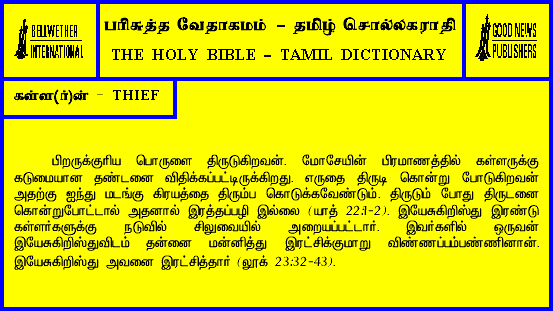 BELLWETHER
INTERNATIONAL
பரிசுத்த வேதாகமம் - தமிழ் சொல்லகராதி
THE HOLY BIBLE - TAMIL DICTIONARY
GOOD NEWS
PUBLISHERS
கள்ள(ர்)ன் - THIEF
பிறருக்குரிய பொருளை திருடுகிறவன். மோசேயின் பிரமாணத்தில் கள்ளருக்கு
கடுமையான தண்டனை விதிக்கப்பட்டிருக்கிறது. எருதை திருடி கொன்று போடுகிறவன்
அதற்கு ஐந்து மடங்கு கிரயத்தை திரும்ப கொடுக்கவேண்டும். திருடும் போது திருடனை
கொன்றுபோட்டால் அதனால் இரத்தப்பழி இல்லை (யாத் 22:1-2). இயேசுகிறிஸ்து இரண்டு
கள்ளர்களுக்கு நடுவில் சிலுவையில் அறையப்பட்டார். இவர்களில் ஒருவன்
இயேசுகிறிஸ்துவிடம் தன்னை மன்னித்து இரட்சிக்குமாறு விண்ணப்பம்பண்ணினான்.
இயேசுகிறிஸ்து அவனை இரட்சித்தார் (லூக் 23:32-43).